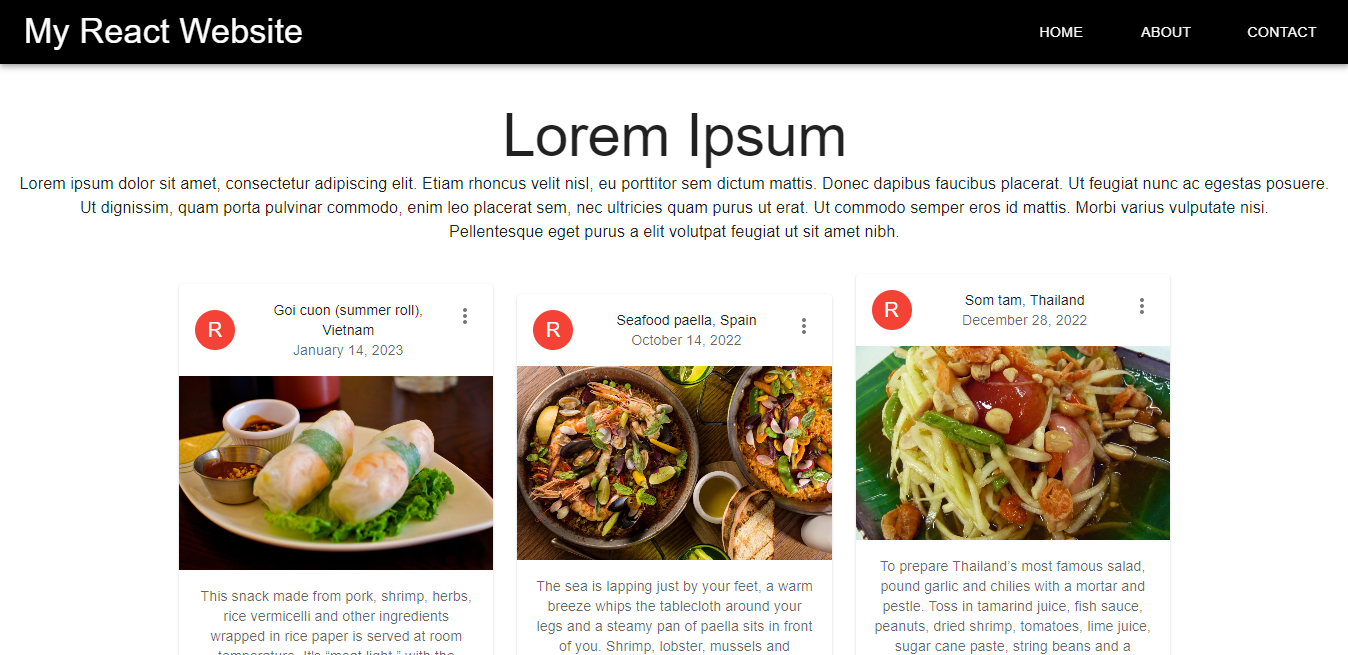 My React Website
HOME
ABOUT
CONTACT
Lorem Ipsum
Lorem ipsum dolor sit amet, consectetur adipiscing elit. Etiam rhoncus velit nisl, eu porttitor sem dictum mattis. Donec dapibus faucibus placerat. Ut feugiat nunc ac egestas posuere.
Ut dignissim, quam porta pulvinar commodo, enim leo placerat sem, nec ultricies quam purus ut erat. Ut commodo semper eros id mattis. Morbi varius vulputate nisi.
Pellentesque eget purus a elit volutpat feugiat ut sit amet nibh.
R
Goi cuon (summer roll),
Vietnam
January 14, 2023
This snack made from pork, shrimp, herbs,
rice vermicelli and other ingredients
wrapped in rice paper is served at room
temperature. It's “meat light,” with the
R
Seafood paella, Spain
October 14, 2022
The sea is lapping just by your feet, a warm
breeze whips the tablecloth around your
legs and a steamy pan of paella sits in front
of you. Shrimp, lobster, mussels and
R
Som tam, Thailand
December 28, 2022
To prepare Thailand’s most famous salad,
pound garlic and chilies with a mortar and
pestle. Toss in tamarind juice, fish sauce,
peanuts, dried shrimp, tomatoes, lime juice,
sugar cane paste, string beans and a